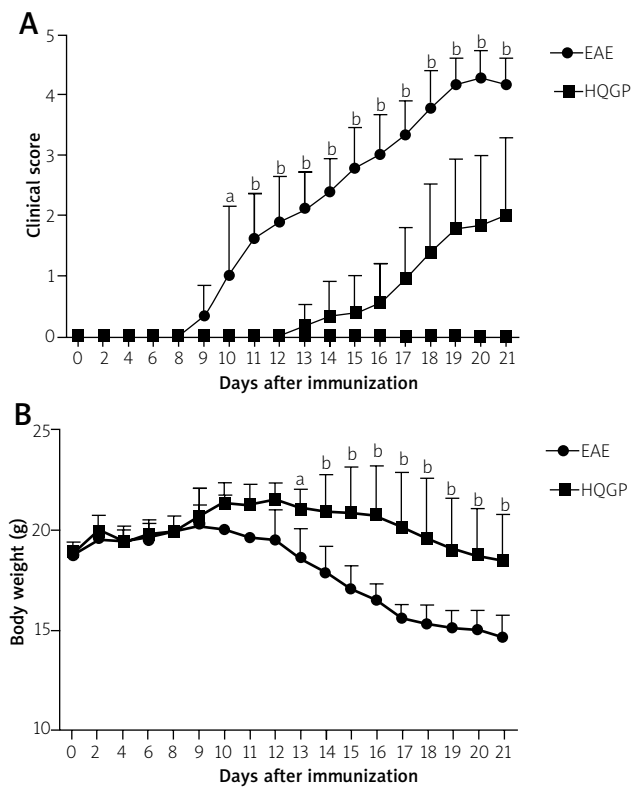 A
5
4
3
2
1
0
Clinical score
a b b b b b b b b b b b
0 2 4 6 8 9 10 11 12 13 14 15 16 17 18 19 20 21
Days after immunization
EAE
HQGP
B
25
20
15
10
Body weight (g)
a b b b b b b b b
0 2 4 6 8 9 10 11 12 13 14 15 16 17 18 19 20 21
Days after immunization
EAE
HQGP